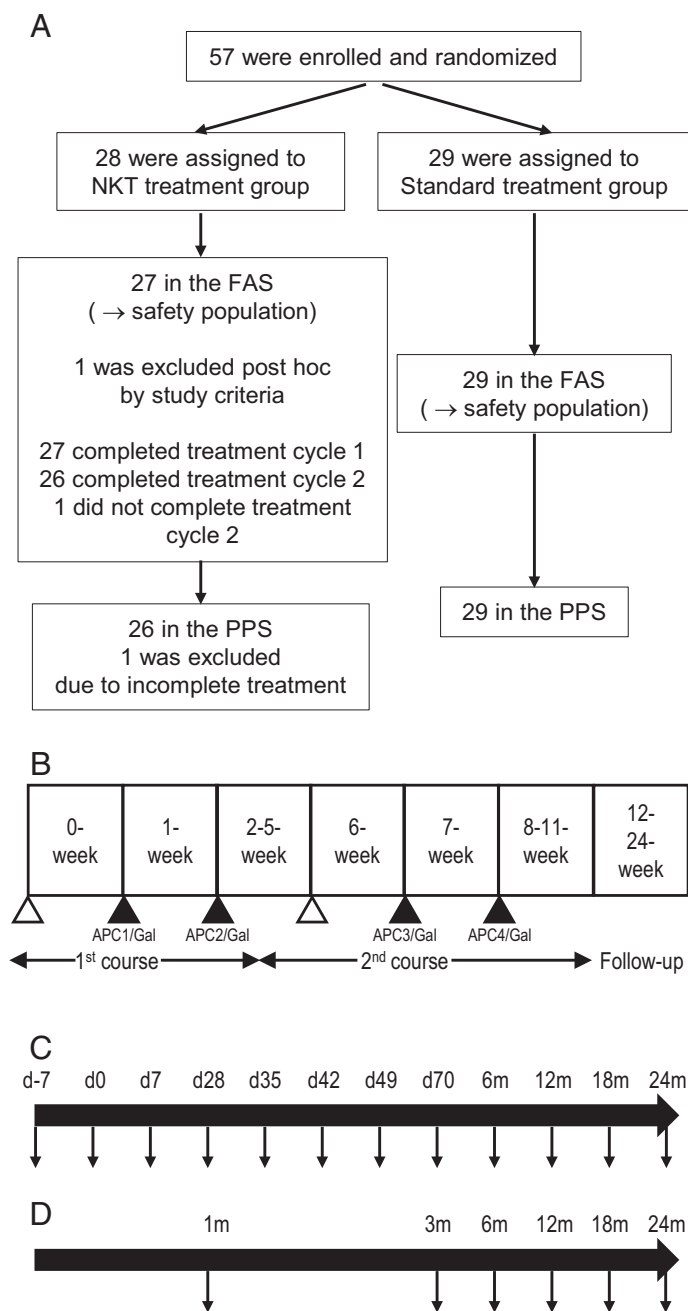 A
57 were enrolled and randomized
28 were assigned to
NKT treatment group
29 were assigned to
Standard treatment group
27 in the FAS
( → safety population)
1 was excluded post hoc
by study criteria
27 completed treatment cycle 1
26 completed treatment cycle 2
1 did not complete treatment
cycle 2
29 in the FAS
( → safety population)
26 in the PPS
1 was excluded
due to incomplete treatment
29 in the PPS
B
0-
week
1-
week
2-5-
week
6-
week
7-
week
8-11-
week
12-
24-
week
APC1/Gal APC2/Gal APC3/Gal APC4/Gal
1st course 2nd course Follow-up
C
d-7 d0 d7 d28 d35 d42 d49 d70 6m 12m 18m 24m
D
1m 3m 6m 12m 18m 24m